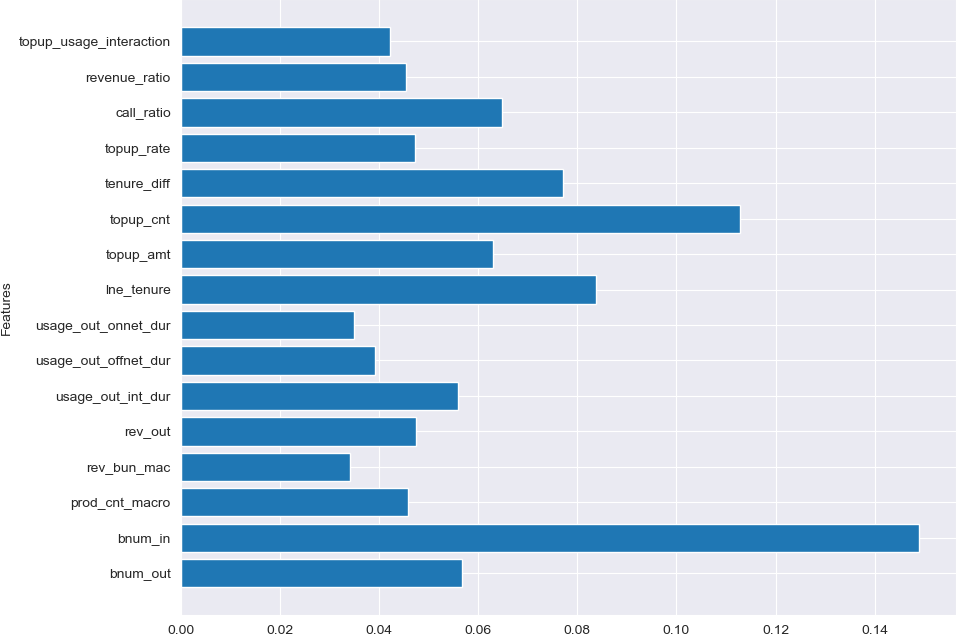 topup_usage_interaction
revenue_ratio
call_ratio
topup_rate
tenure_diff
topup_cnt
topup_amt
lne_tenure
usage_out_onnet_dur
usage_out_offnet_dur
usage_out_int_dur
rev_out
rev_bun_mac
prod_cnt_macro
bnum_in
bnum_out
Features
0.00 0.02 0.04 0.06 0.08 0.10 0.12 0.14